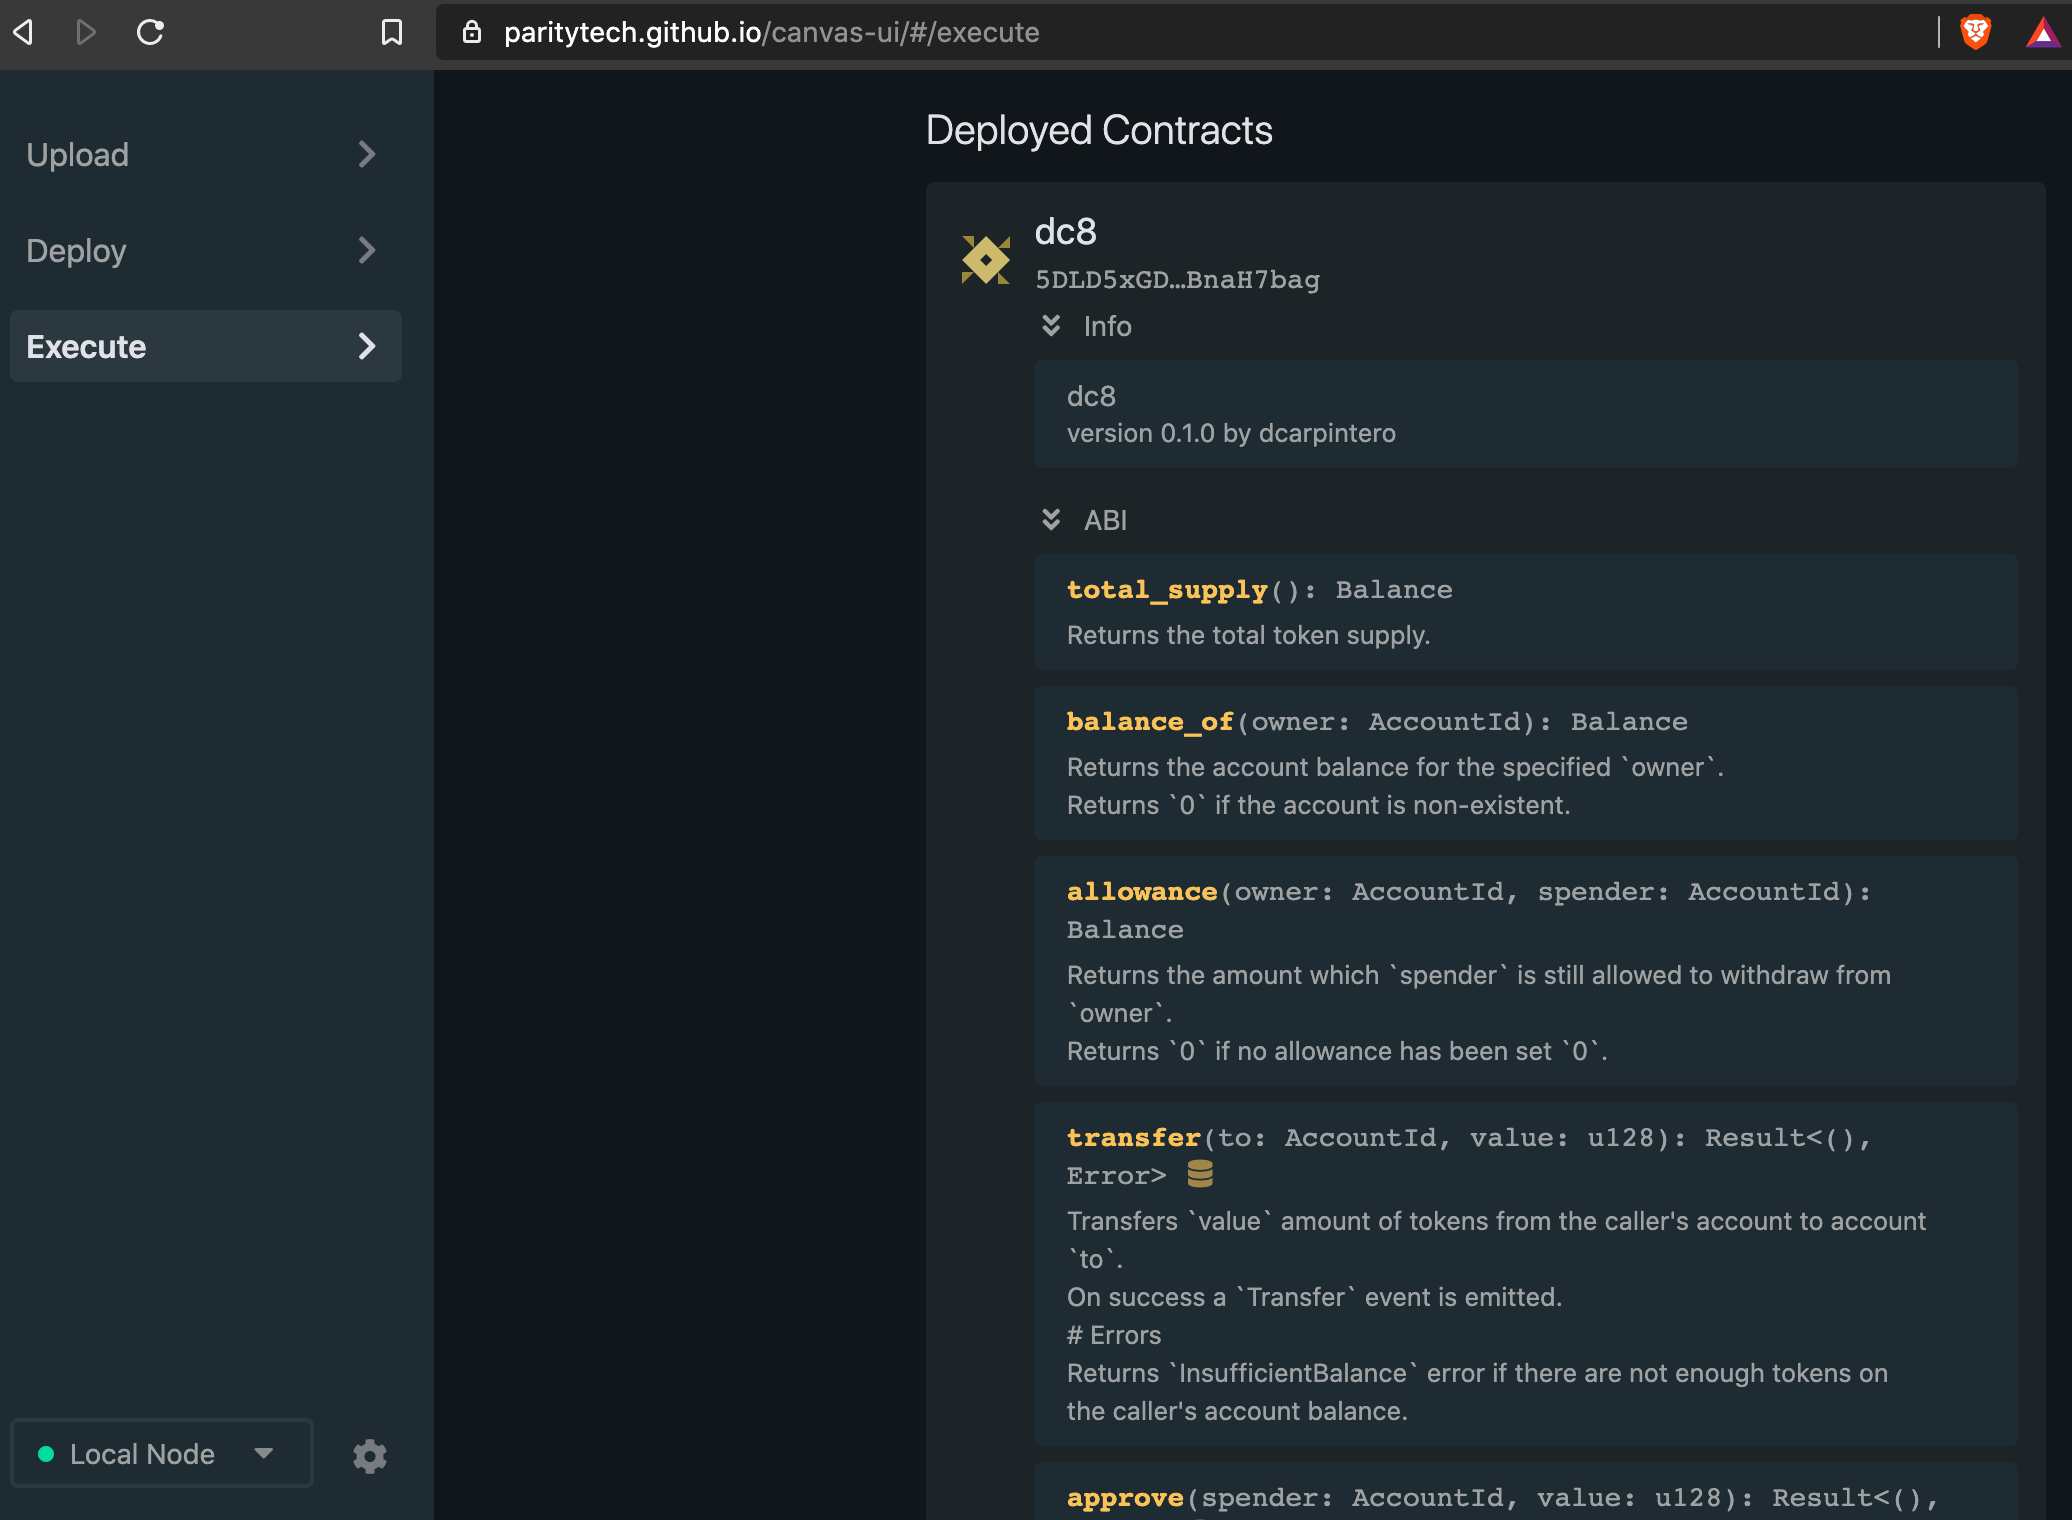 paritytech.github.io/canvas-ui/#/execute
Upload
Deploy
Execute
Local Node
Deployed Contracts
dc8
5DLD5xGD…BnaH7bag
Info
dc8
version 0.1.0 by dcarpintero
ABI
total_supply(): Balance
Returns the total token supply.
balance_of(owner: AccountId): Balance
Returns the account balance for the specified `owner`.
Returns `0` if the account is non-existent.
allowance(owner: AccountId, spender: AccountId):
Balance
Returns the amount which `spender` is still allowed to withdraw from
`owner`.
Returns `0` if no allowance has been set `0`.
transfer(to: AccountId, value: u128): Result<(),
Error>
Transfers `value` amount of tokens from the caller's account to account
`to`.
On success a `Transfer` event is emitted.
# Errors
Returns `InsufficientBalance` error if there are not enough tokens on
the caller's account balance.
approve(spender: AccountId, value: u128): Result<(),